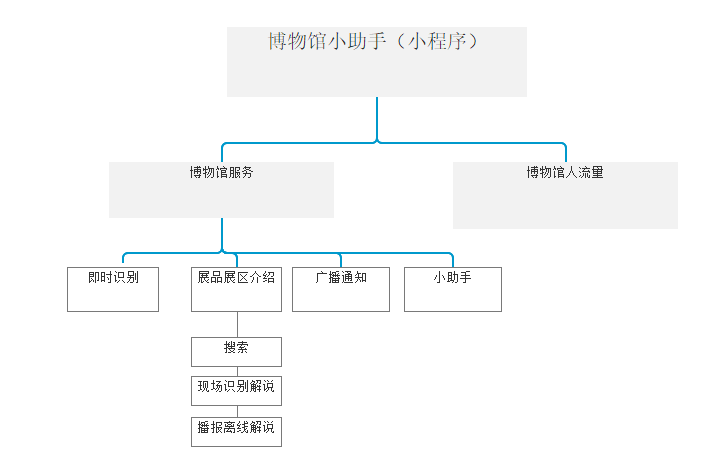 博物馆小助手（小程序）
博物馆服务
博物馆人流量
即时识别
展品展区介绍
广播通知
小助手
搜索
现场识别解说
播报离线解说